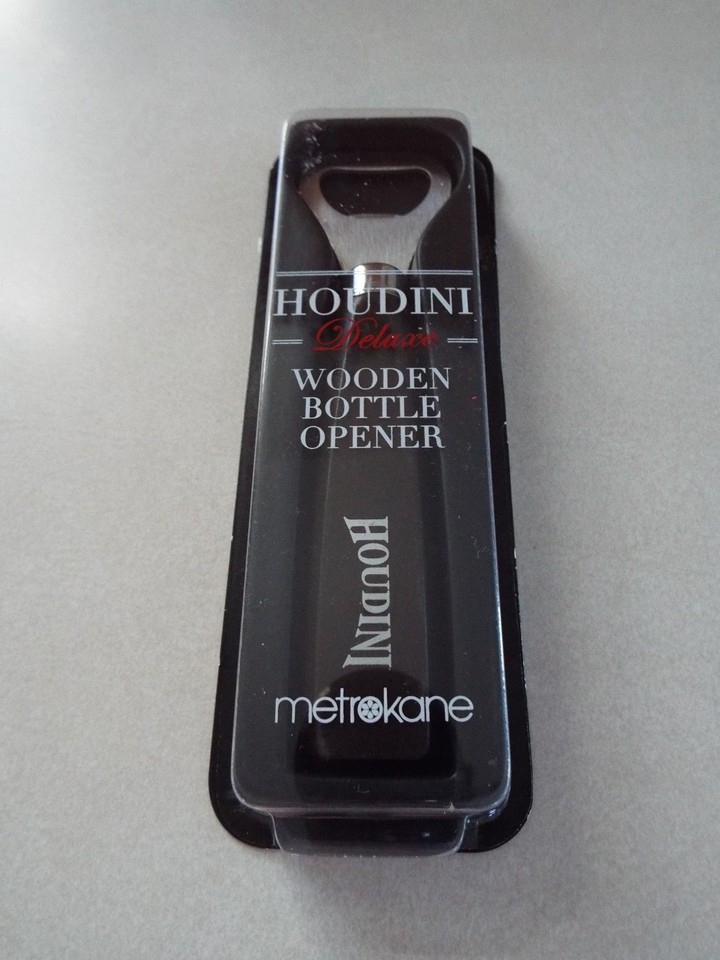 HOUDINI
Deluxe
WOODEN
BOTTLE
OPENER
HOUDINI
metrokane